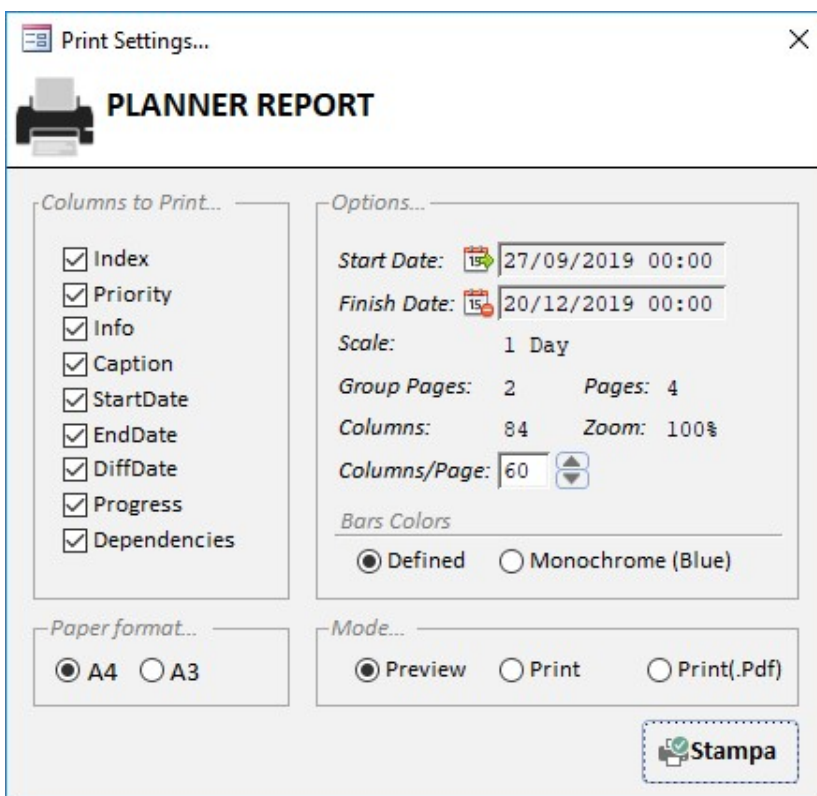 Print Settings...
PLANNER REPORT
Columns to Print...
Index
Priority
Info
Caption
StartDate
EndDate
DiffDate
Progress
Dependencies
Options...
Start Date: 27/09/2019 00:00
Finish Date: 20/12/2019 00:00
Scale: 1 Day
Group Pages: 2 Pages: 4
Columns: 84 Zoom: 100%
Columns/Page: 60
Bars Colors
Defined Monochrome (Blue)
Paper format...
A4 A3
Mode...
Preview Print Print(.Pdf)
Stampa